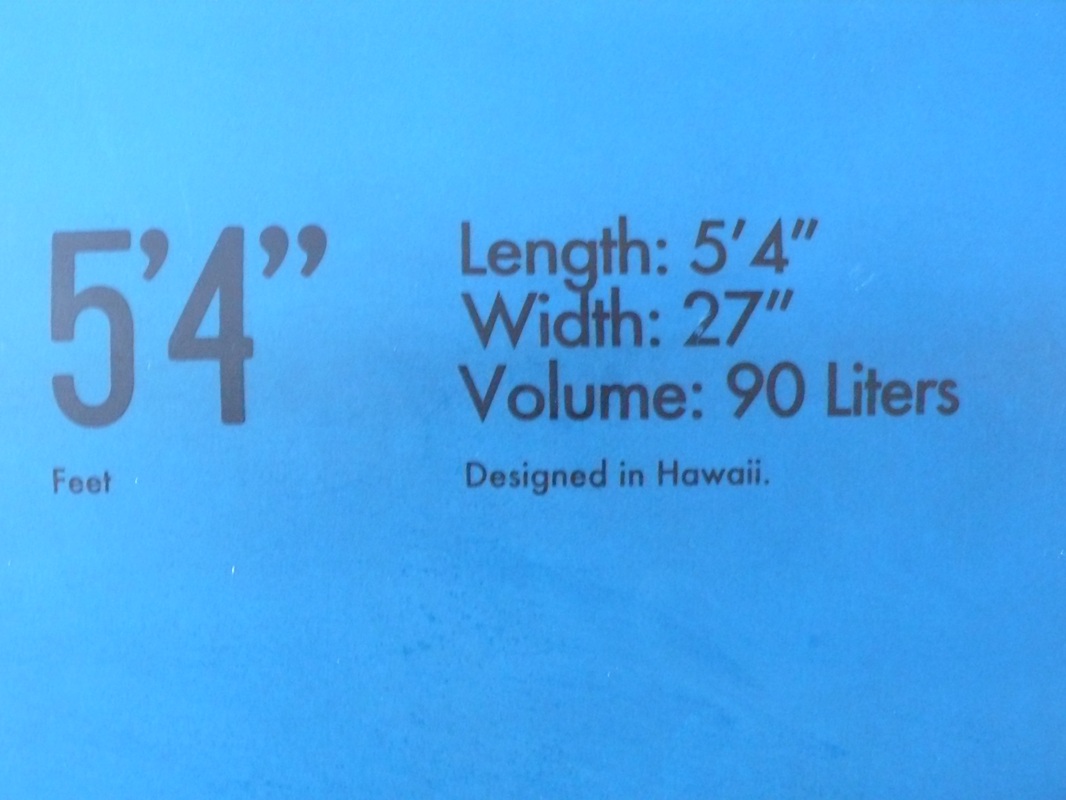 5’4”
Feet
Length: 5’4”
Width: 27”
Volume: 90 Liters
Designed in Hawaii.